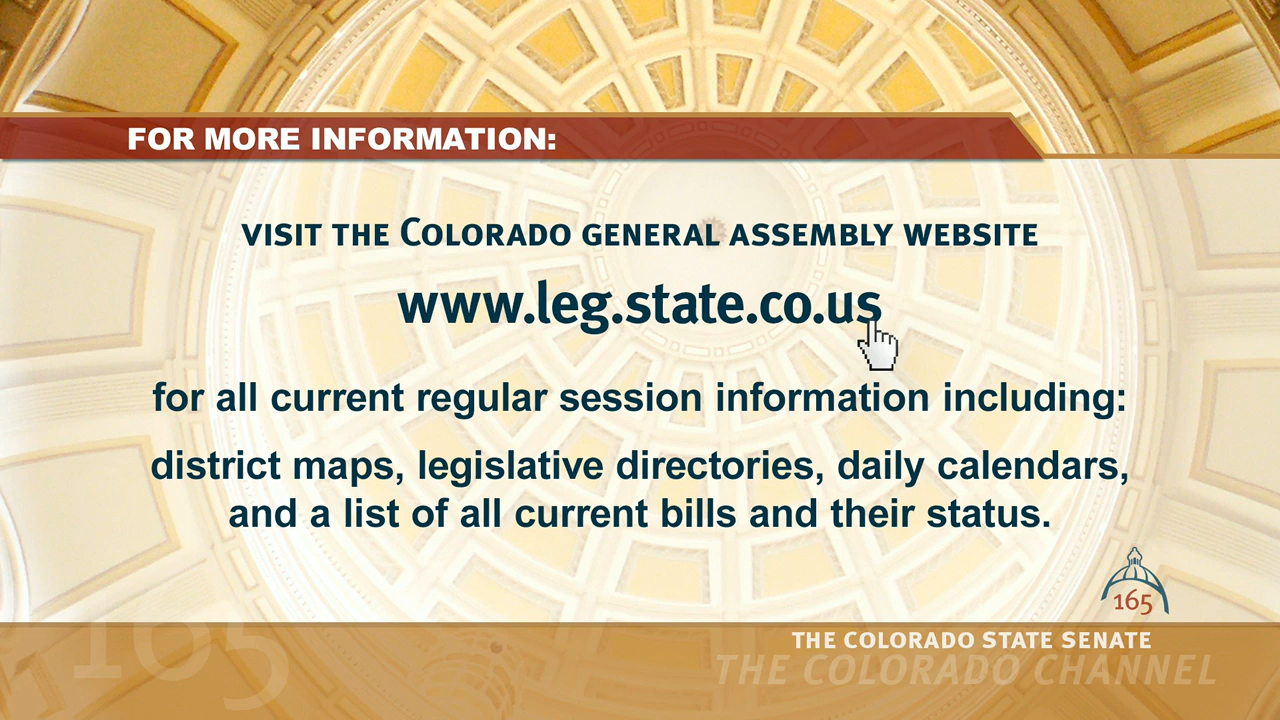 FOR MORE INFORMATION:
VISIT THE COLORADO GENERAL ASSEMBLY WEBSITE
www.leg.state.co.us
for all current regular session information including:
district maps, legislative directories, daily calendars,
and a list of all current bills and their status.
165
165
THE COLORADO STATE SENATE
THE COLORADO CHANNEL